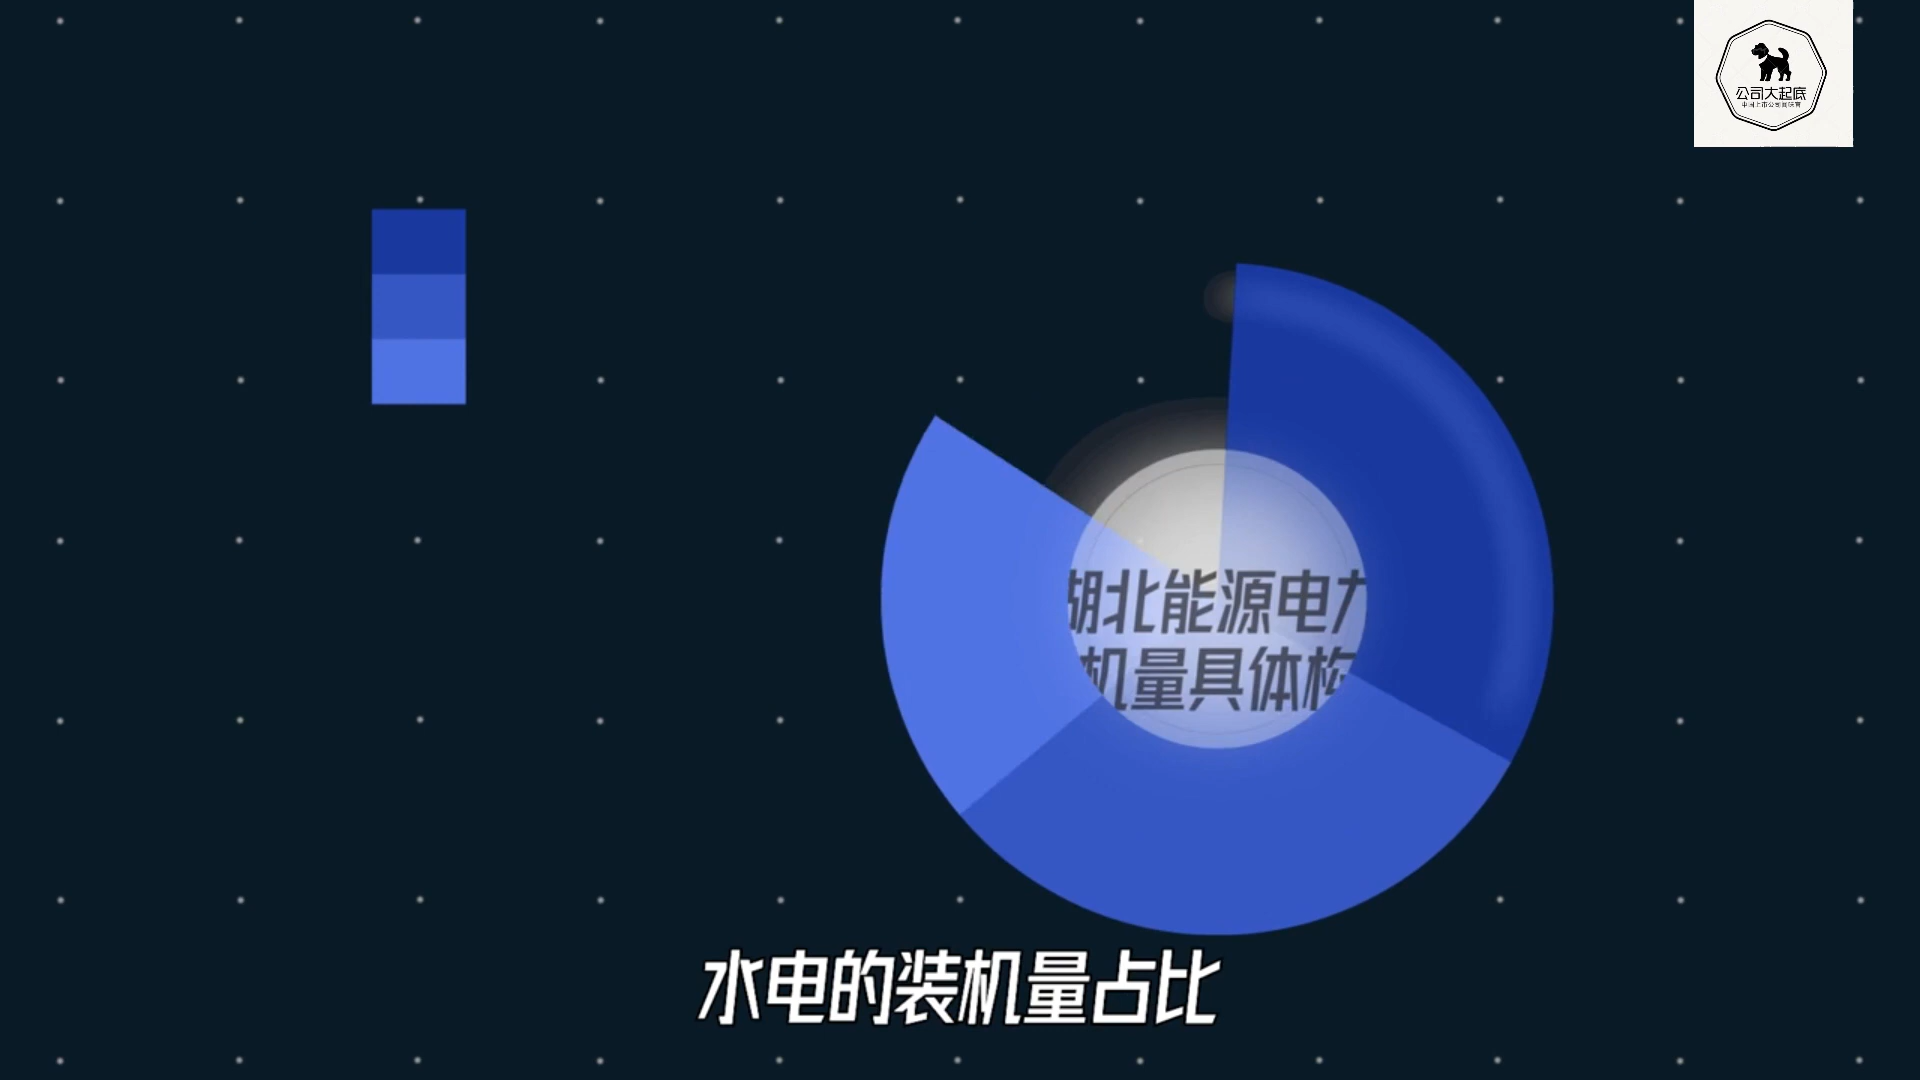 公司大起底
湖北能源电力
机量具体构
水电的装机量占比